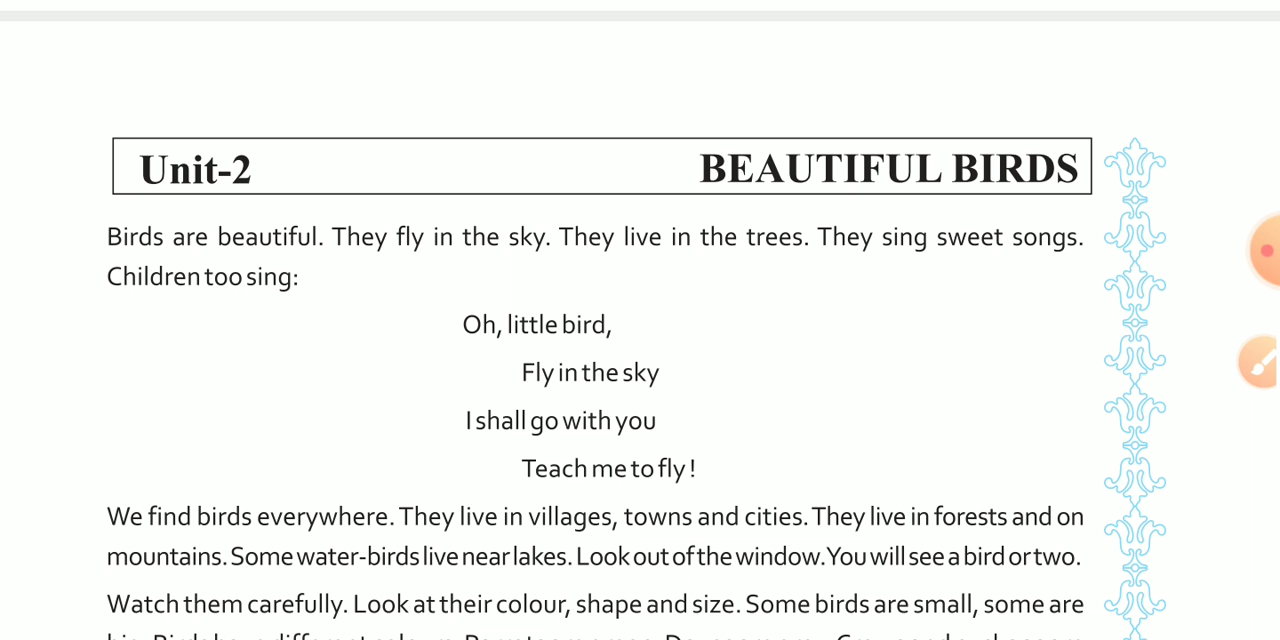 Unit-2 BEAUTIFUL BIRDS
Birds are beautiful. They fly in the sky. They live in the trees. They sing sweet songs.
Children too sing:
Oh, little bird,
Fly in the sky
I shall go with you
Teach me to fly !
We find birds everywhere. They live in villages, towns and cities. They live in forests and on
mountains. Some water-birds live near lakes. Look out of the window. You will see a bird or two.
Watch them carefully. Look at their colour, shape and size. Some birds are small, some are